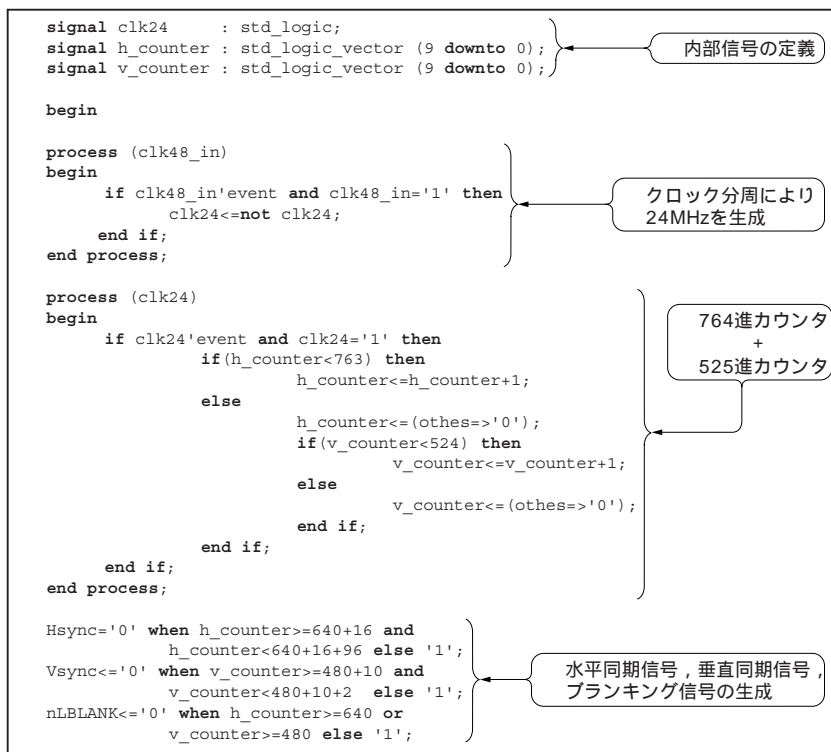 signal clk24 : std_logic;
signal h_counter : std_logic_vector (9 downto 0);
signal v_counter : std_logic_vector (9 downto 0);
内部信号の定義
begin
process (clk48_in)
begin
if clk48_in'event and clk48_in='1' then
clk24<=not clk24;
end if;
end process;
クロック分周により
24MHzを生成
process (clk24)
begin
if clk24'event and clk24='1' then
if(h_counter<763) then
h_counter<=h_counter+1;
else
h_counter<=(othes=>'0');
if(v_counter<524) then
v_counter<=v_counter+1;
else
v_counter<=(othes=>'0');
end if;
end if;
end if;
end process;
764進カウンタ
+
525進カウンタ
Hsync='0' when h_counter>=640+16 and
h_counter<640+16+96 else '1';
Vsync<='0' when v_counter>=480+10 and
v_counter<480+10+2 else '1';
nLBLANK<='0' when h_counter>=640 or
v_counter>=480 else '1';
水平同期信号，垂直同期信号，
ブランキング信号の生成